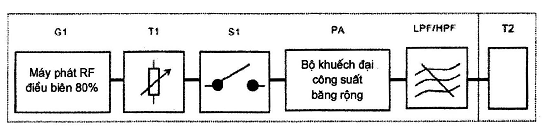 G1 T1 S1 PA LPF/HPF T2
Máy phát RF
điều biên 80%
Bộ khuếch đại
công suất
băng rộng